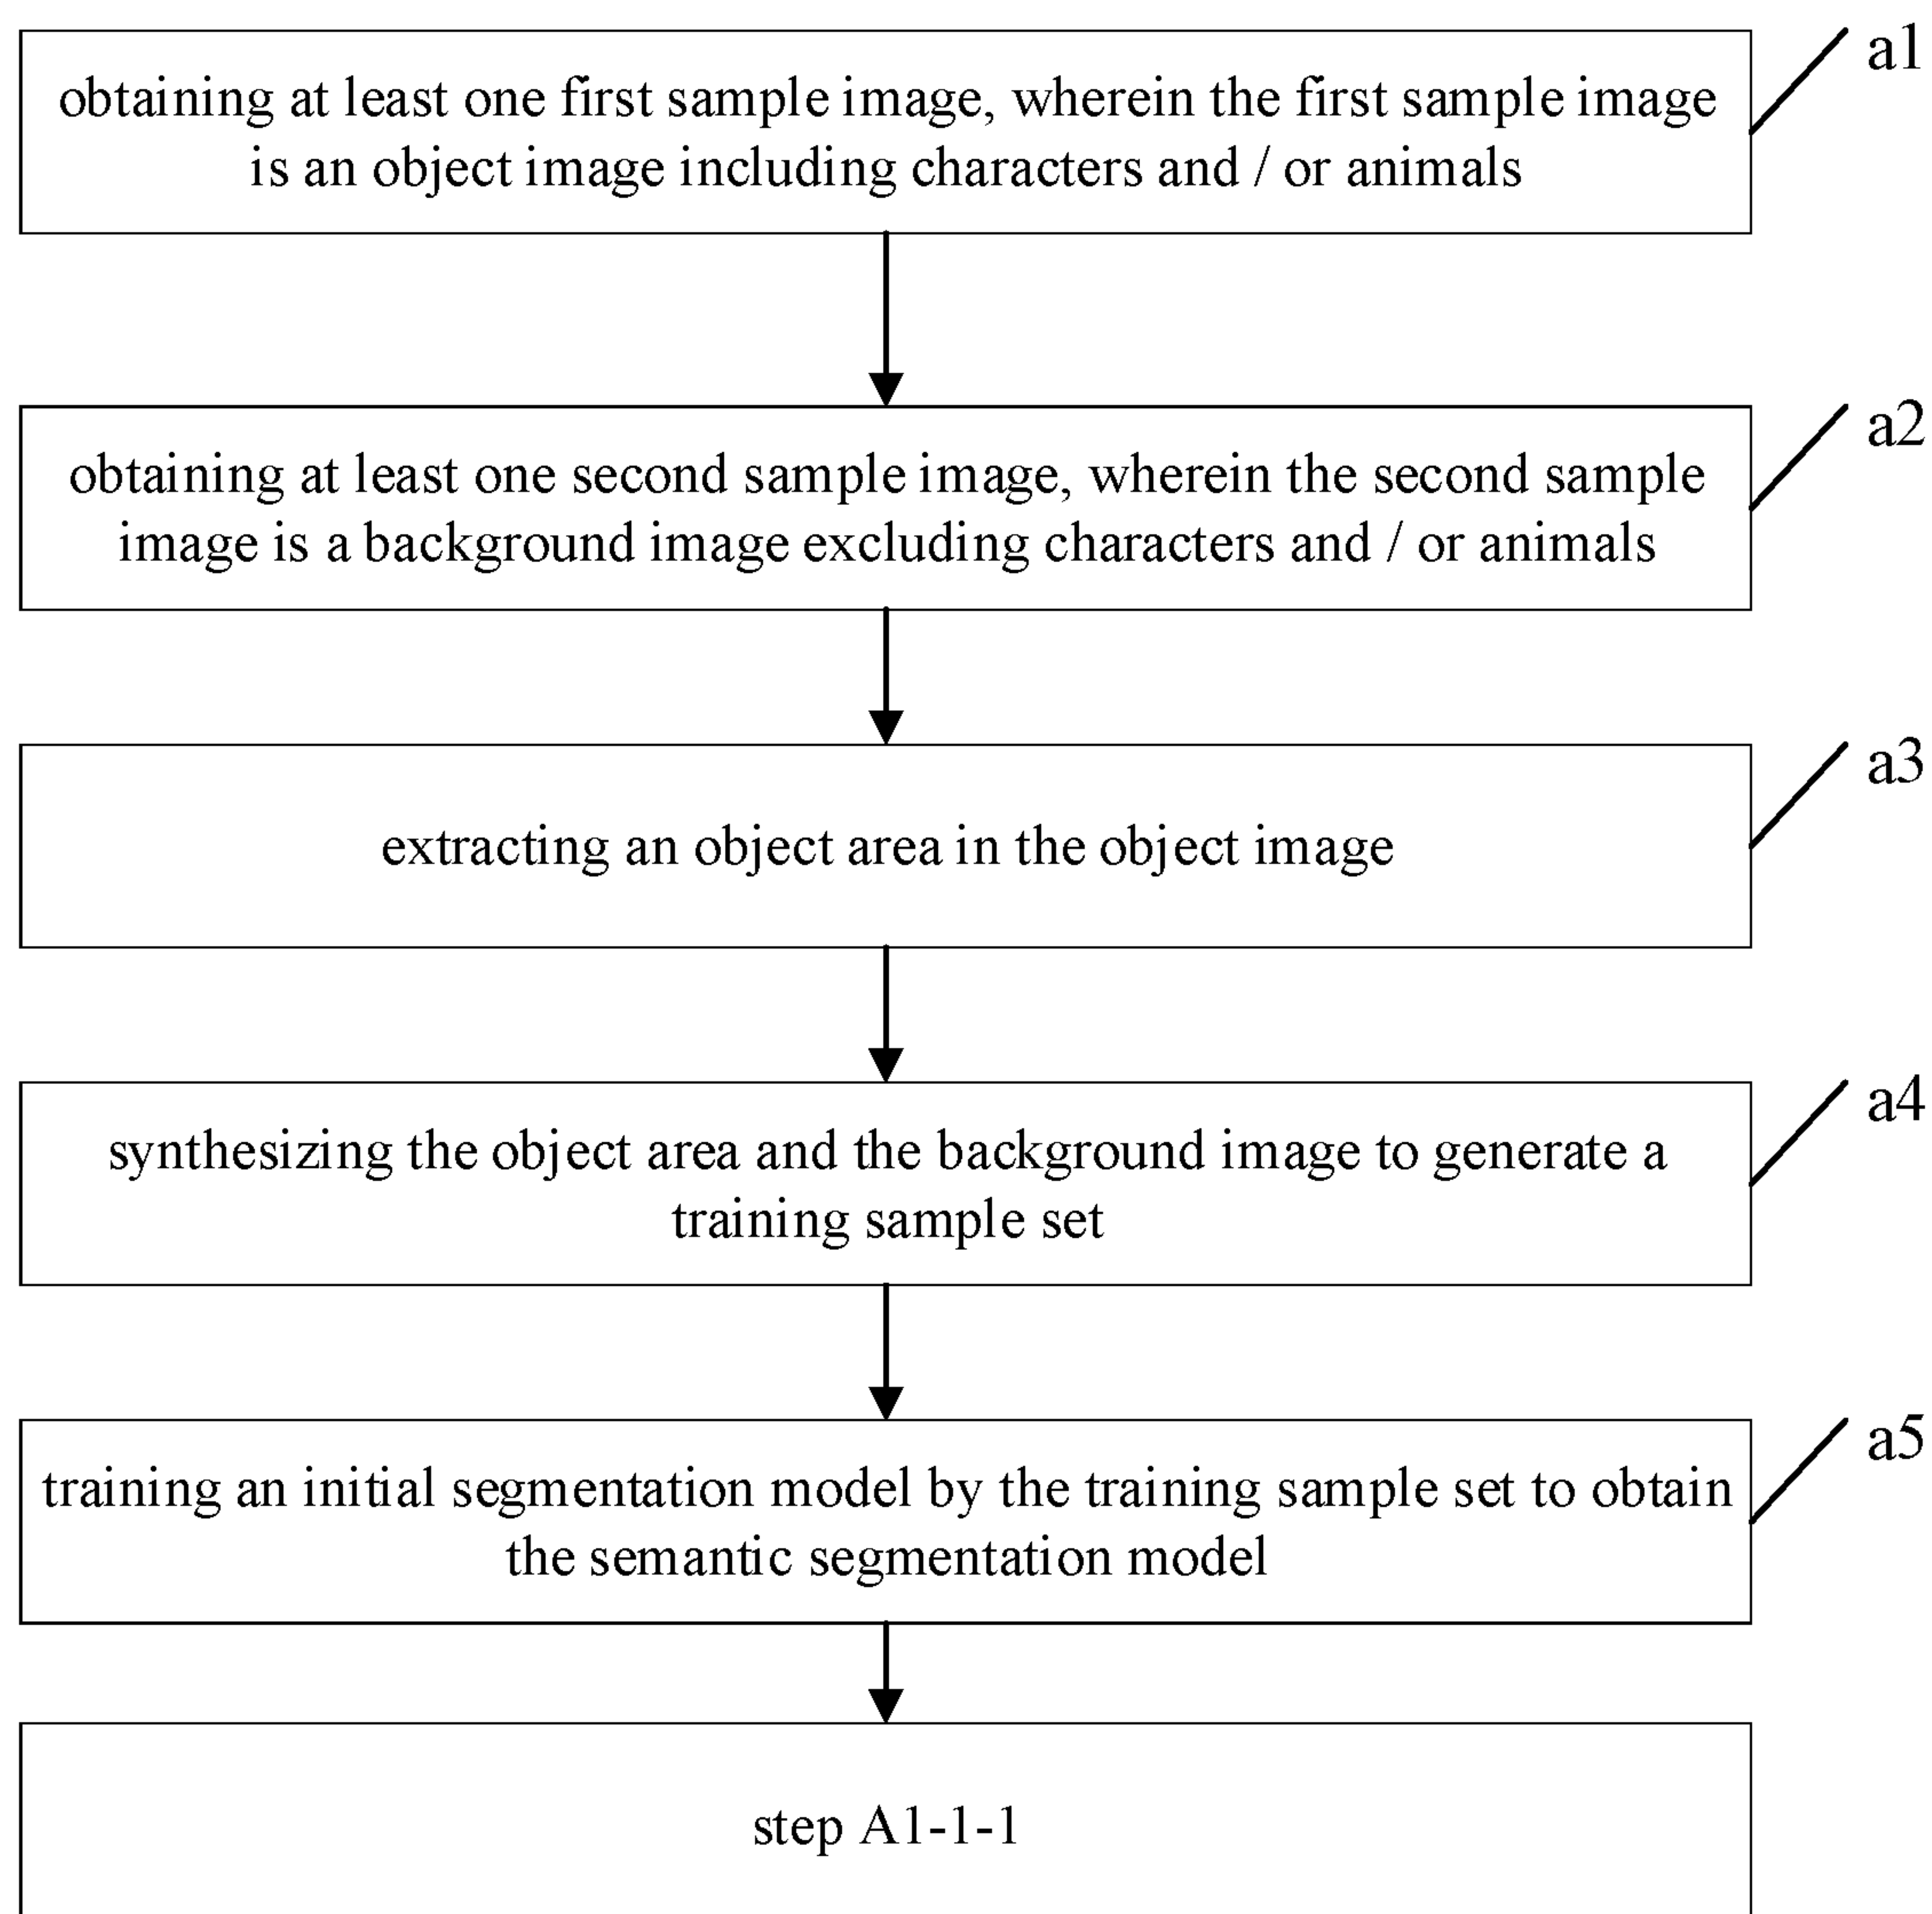 a1
obtaining at least one first sample image, wherein the first sample image
is an object image including characters and / or animals
a2
obtaining at least one second sample image, wherein the second sample
image is a background image excluding characters and / or animals
a3
extracting an object area in the object image
a4
synthesizing the object area and the background image to generate a
training sample set
a5
training an initial segmentation model by the training sample set to obtain
the semantic segmentation model
step A1-1-1